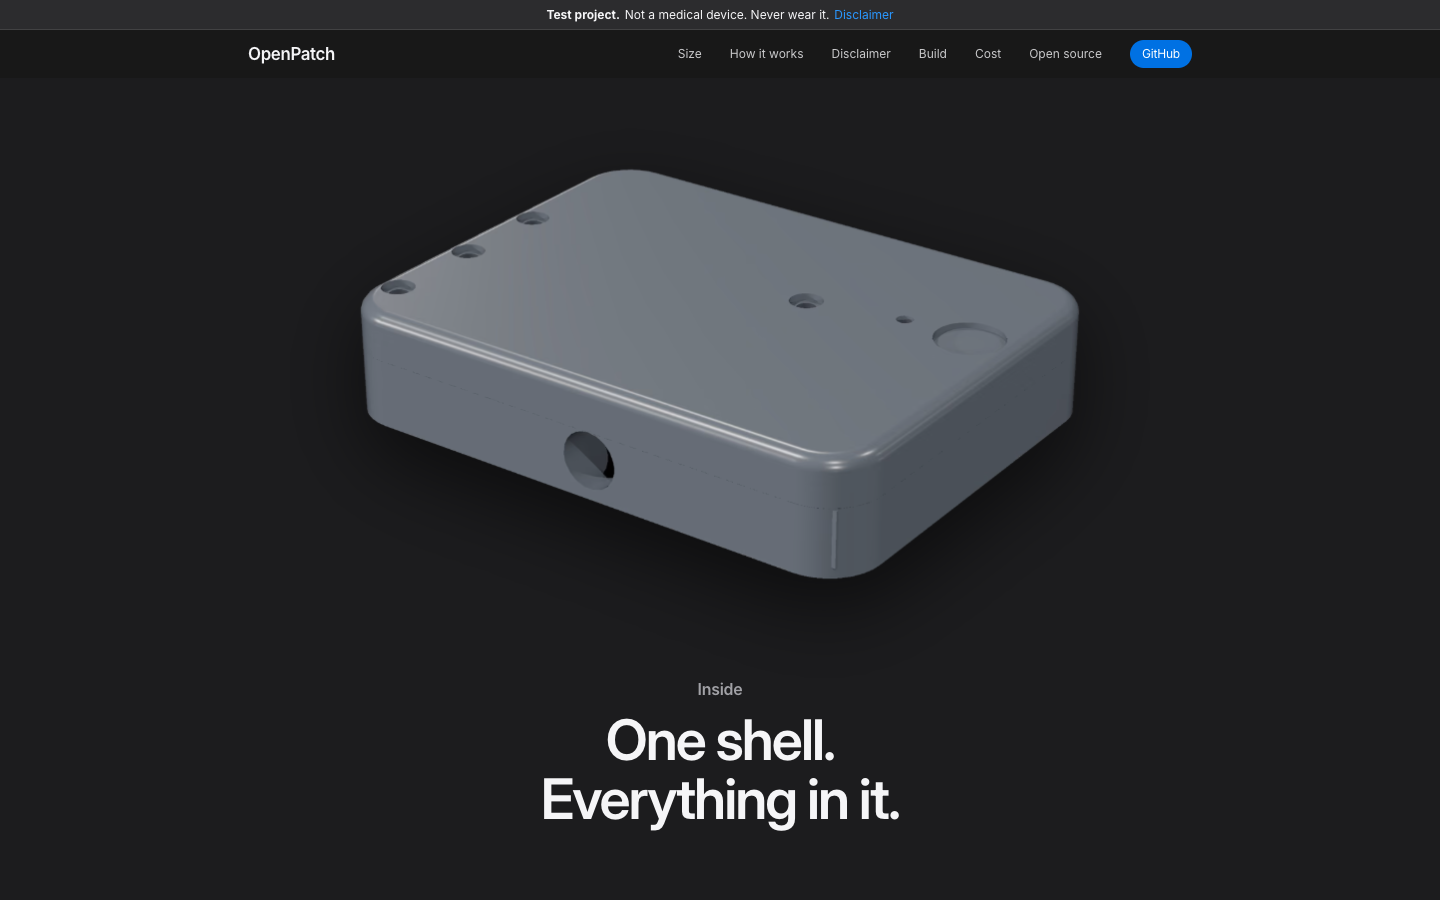 Test project. Not a medical device. Never wear it. Disclaimer
OpenPatch Size How it works Disclaimer Build Cost Open source GitHub
Inside
One shell.
Everything in it.